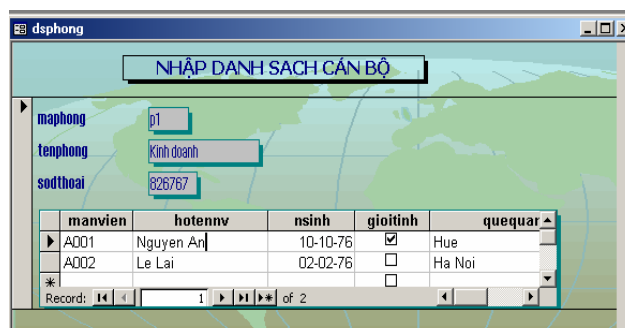 dsphong
NHẬP DANH SACH CÁN BỘ
maphong p1
tenphong Kinh doanh
sodthoai 826767
manvien hotennv nsinh gioitinh quequar
A001 Nguyen An 10-10-76 Hue
A002 Le Lai 02-02-76 Ha Noi
Record: 1 of 2